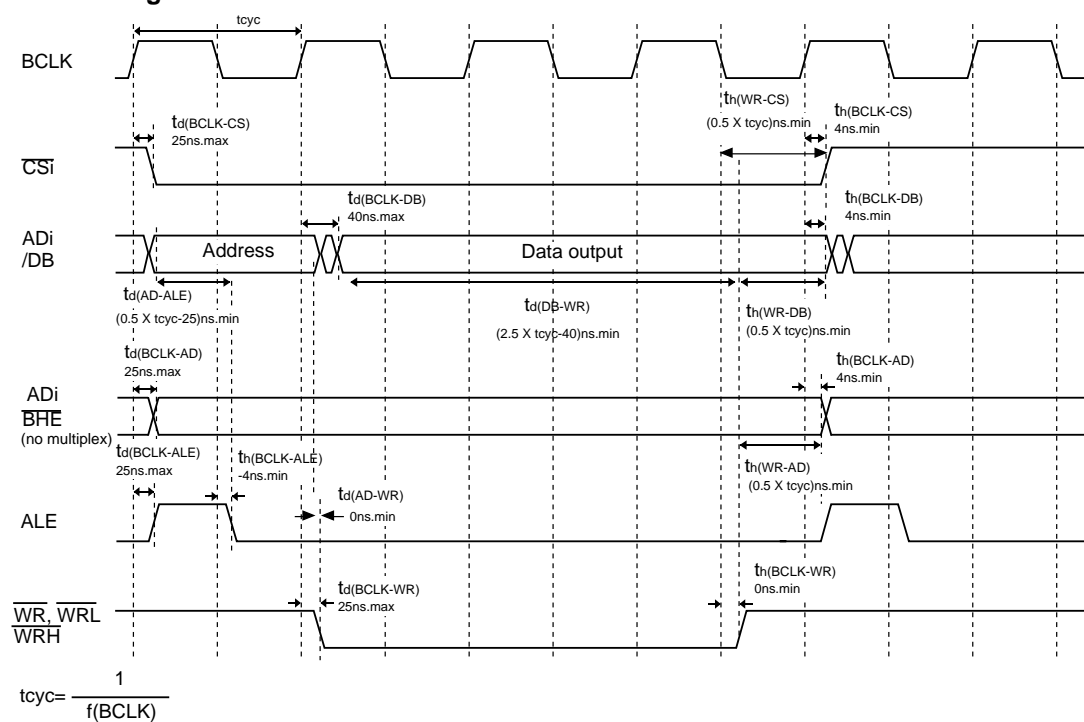 tcyc
BCLK
th(WR-CS)
(0.5 X tcyc)ns.min
th(BCLK-CS)
4ns.min
td(BCLK-CS)
25ns.max
CSi
td(BCLK-DB)
40ns.max
th(BCLK-DB)
4ns.min
ADi
/DB
Address
Data output
td(AD-ALE)
(0.5 X tcyc-25)ns.min
td(DB-WR)
(2.5 X tcyc-40)ns.min
th(WR-DB)
(0.5 X tcyc)ns.min
td(BCLK-AD)
25ns.max
th(BCLK-AD)
4ns.min
ADi
BHE
(no multiplex)
td(BCLK-ALE)
25ns.max
th(BCLK-ALE)
-4ns.min
th(WR-AD)
(0.5 X tcyc)ns.min
td(AD-WR)
0ns.min
ALE
th(BCLK-WR)
0ns.min
td(BCLK-WR)
25ns.max
WR, WRL
WRH
tcyc= 1
f(BCLK)